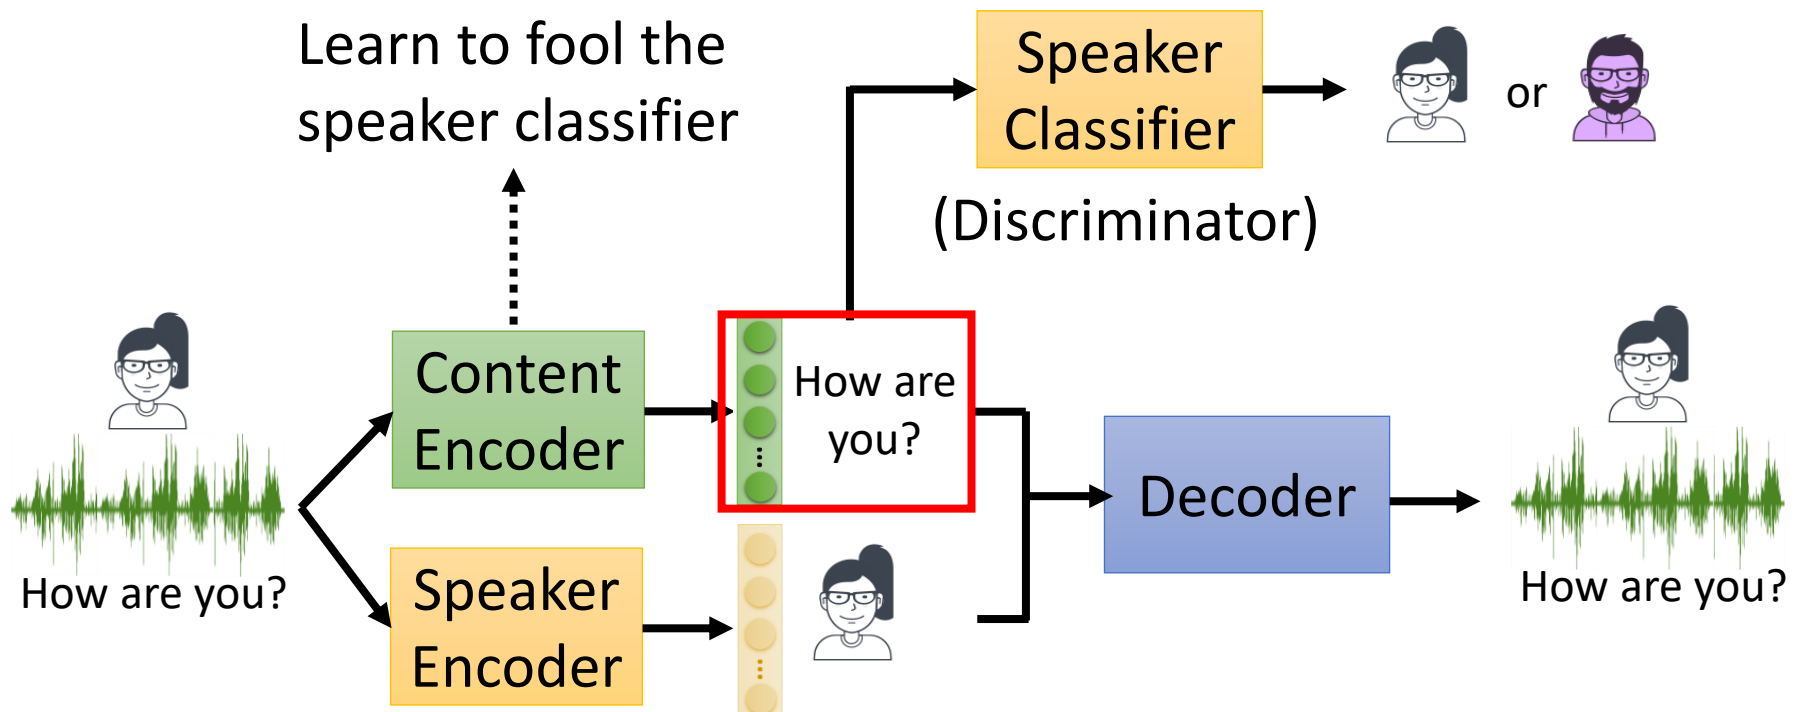 Learn to fool the
speaker classifier
Speaker
Classifier
or
(Discriminator)
Content
Encoder
How are
you?
Decoder
How are you?
Speaker
Encoder
How are you?